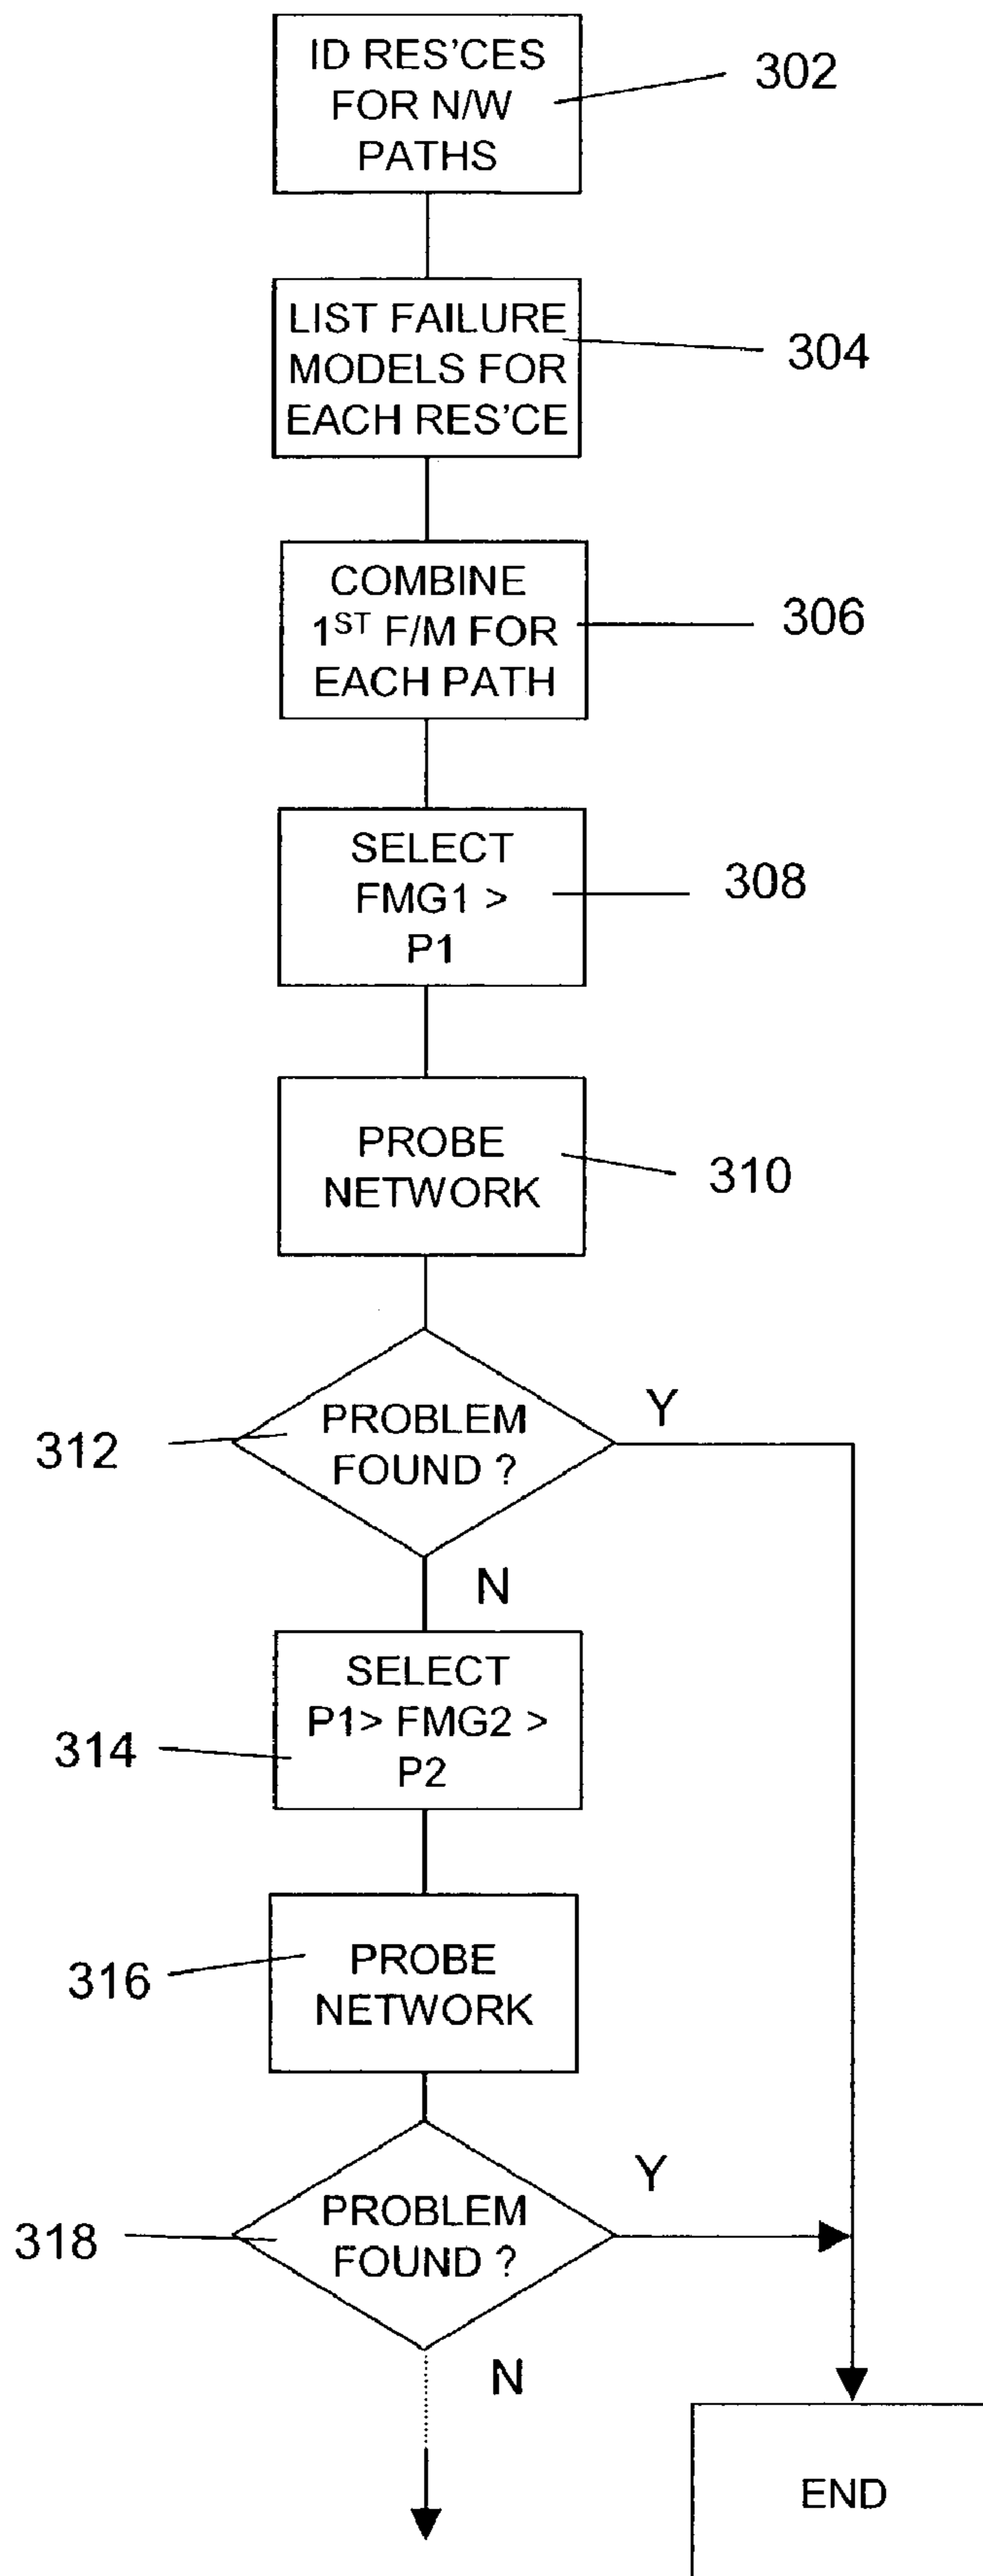 ID RES'CES
FOR N/W
PATHS
302
LIST FAILURE
MODELS FOR
EACH RES'CE
304
COMBINE
1ST F/M FOR
EACH PATH
306
SELECT
FMG1 >
P1
308
PROBE
NETWORK
310
PROBLEM
FOUND ?
312
Y
N
SELECT
P1> FMG2 >
P2
314
PROBE
NETWORK
316
PROBLEM
FOUND ?
318
Y
N
END